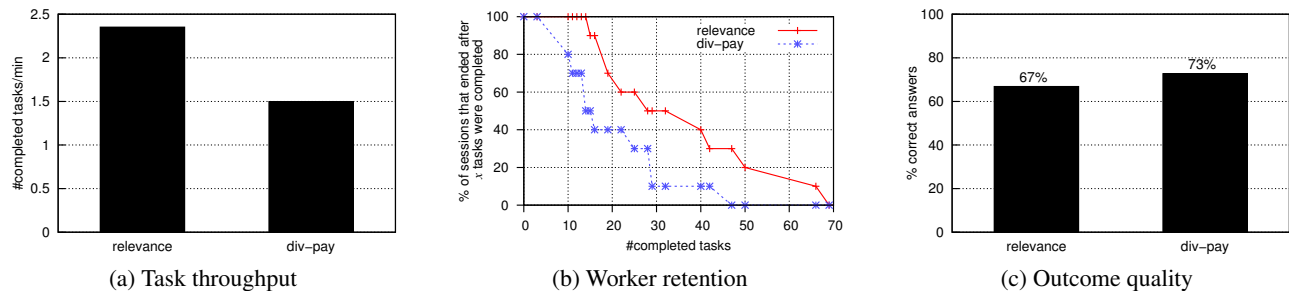 #completed tasks/min
2.5
2
1.5
1
0.5
0
relevance div-pay
(a) Task throughput
% of sessions that ended after
x tasks were completed
100
80
60
40
20
0
relevance
div-pay
0 10 20 30 40 50 60 70
#completed tasks
(b) Worker retention
% correct answers
100
80
60
40
20
0
67%
73%
relevance div-pay
(c) Outcome quality